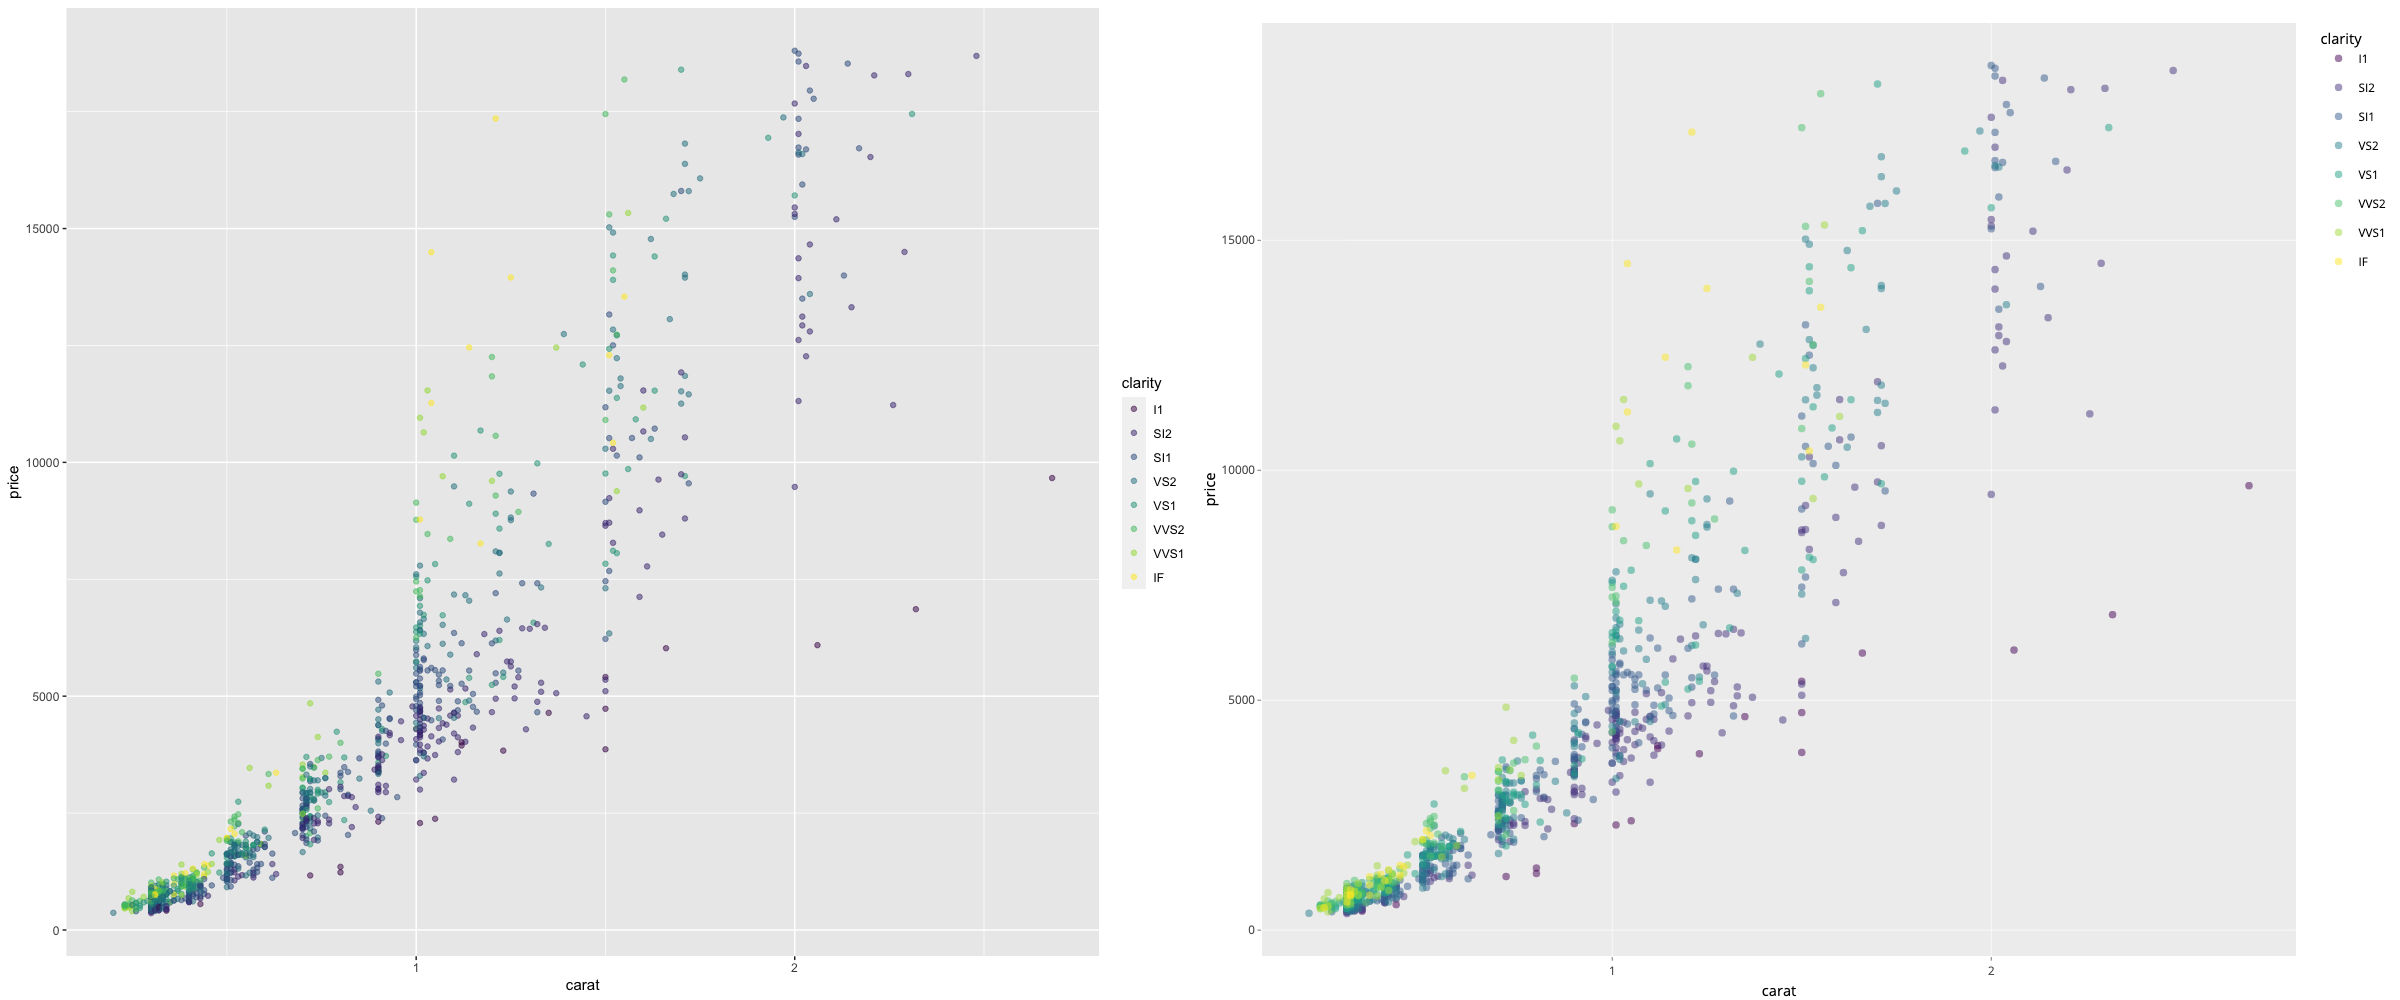 price
15000
10000
5000
0
1
2
carat
clarity
I1
SI2
SI1
VS2
VS1
VVS2
VVS1
IF
price
15000
10000
5000
0
1
2
carat
clarity
I1
SI2
SI1
VS2
VS1
VVS2
VVS1
IF